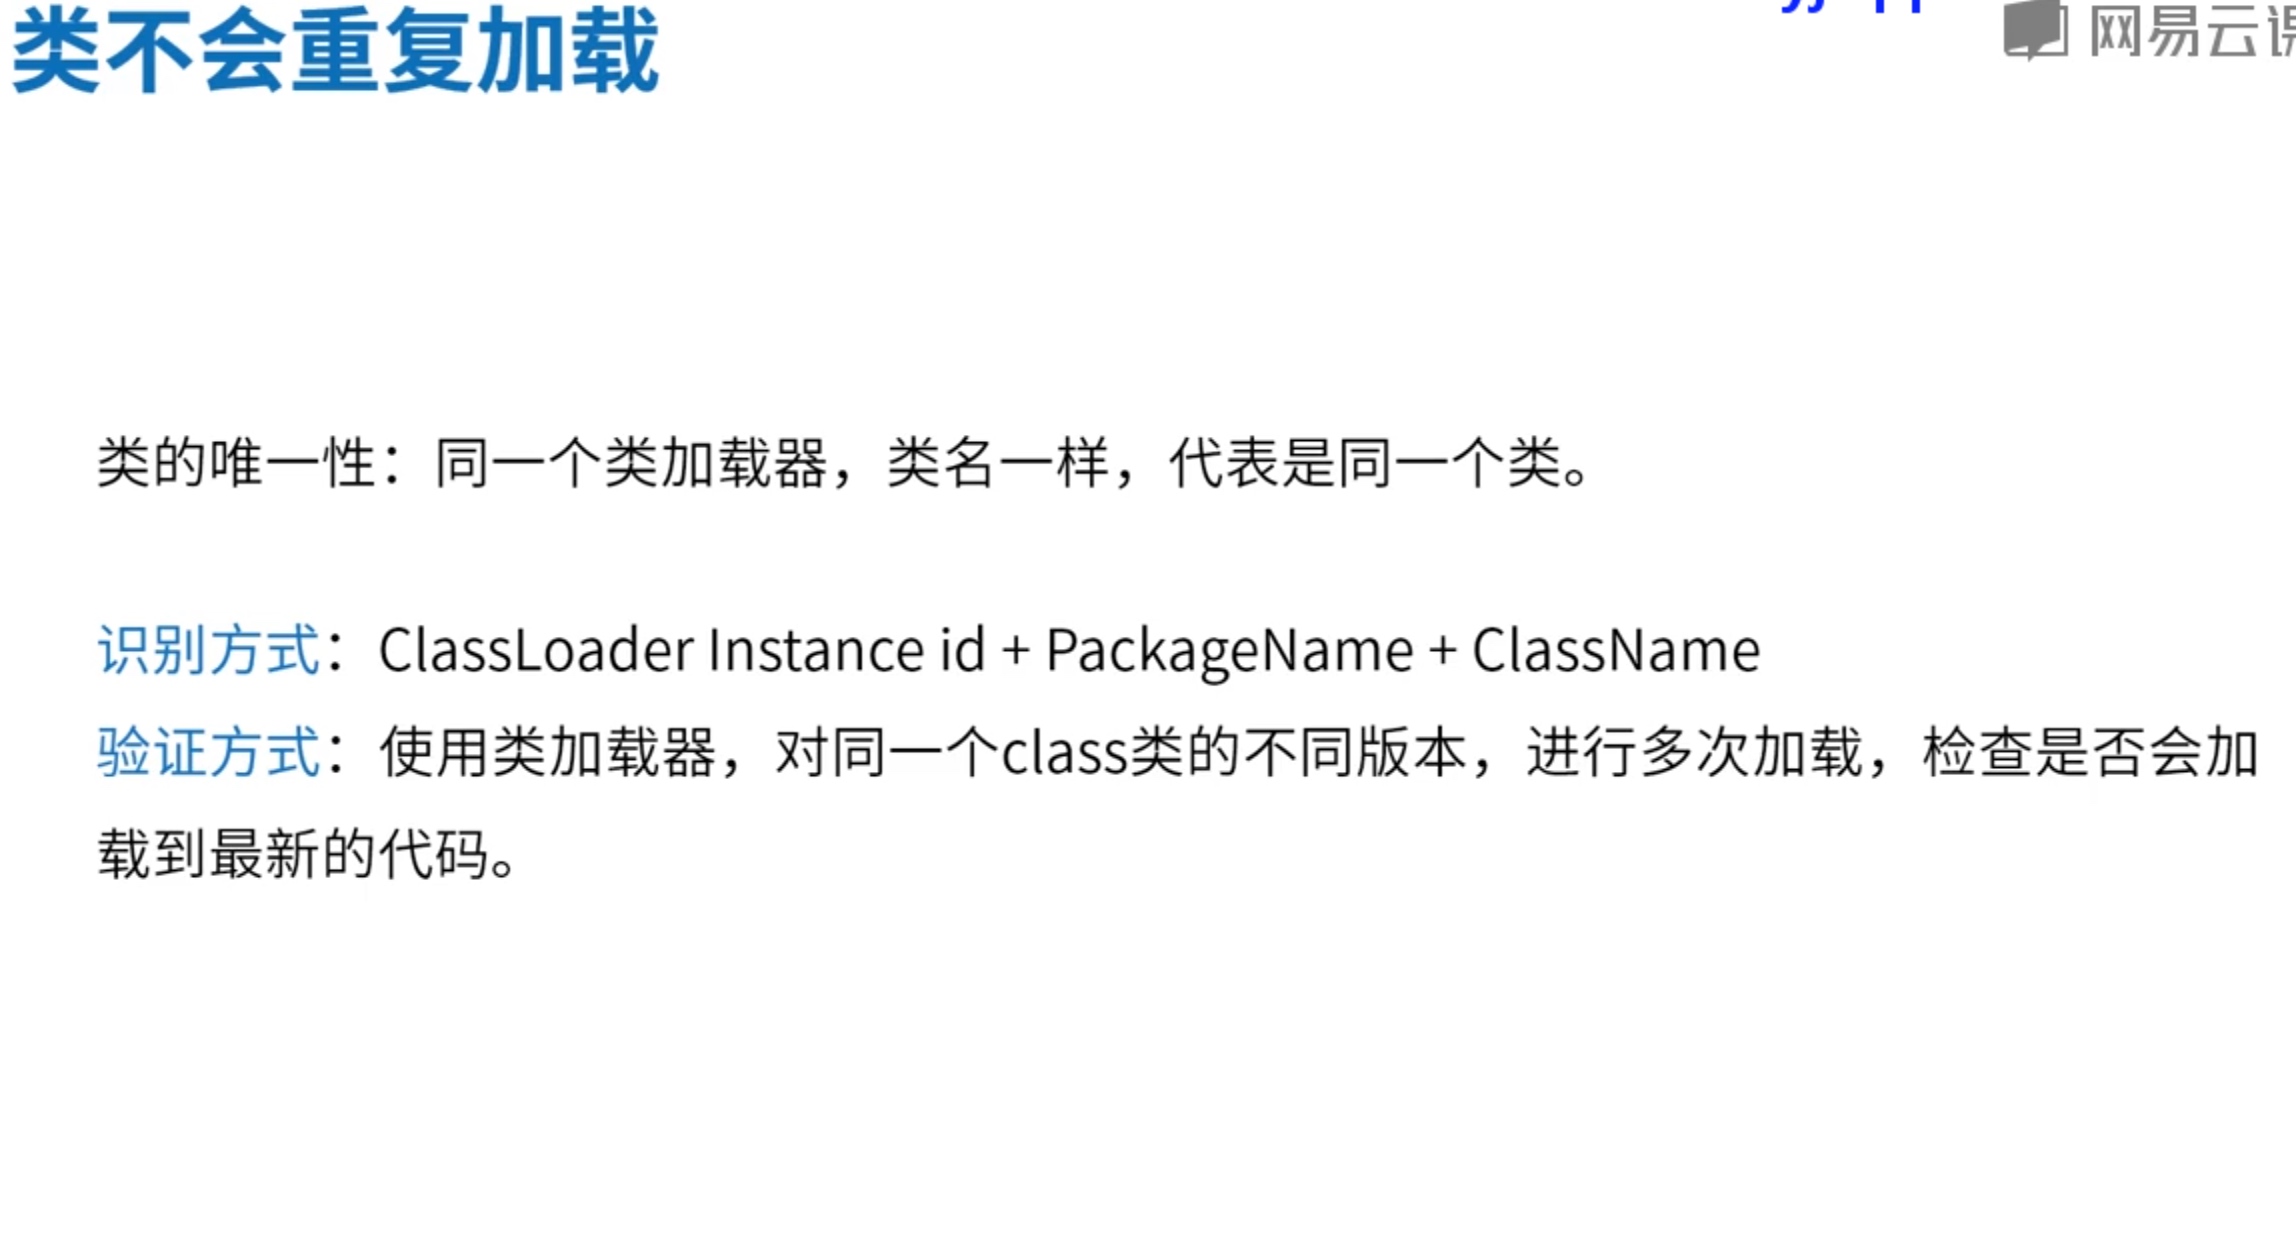 类不会重复加载
网易云课
类的唯一性：同一个类加载器，类名一样，代表是同一个类。
识别方式：ClassLoader Instance id + PackageName + ClassName
验证方式：使用类加载器，对同一个class类的不同版本，进行多次加载，检查是否会加
载到最新的代码。